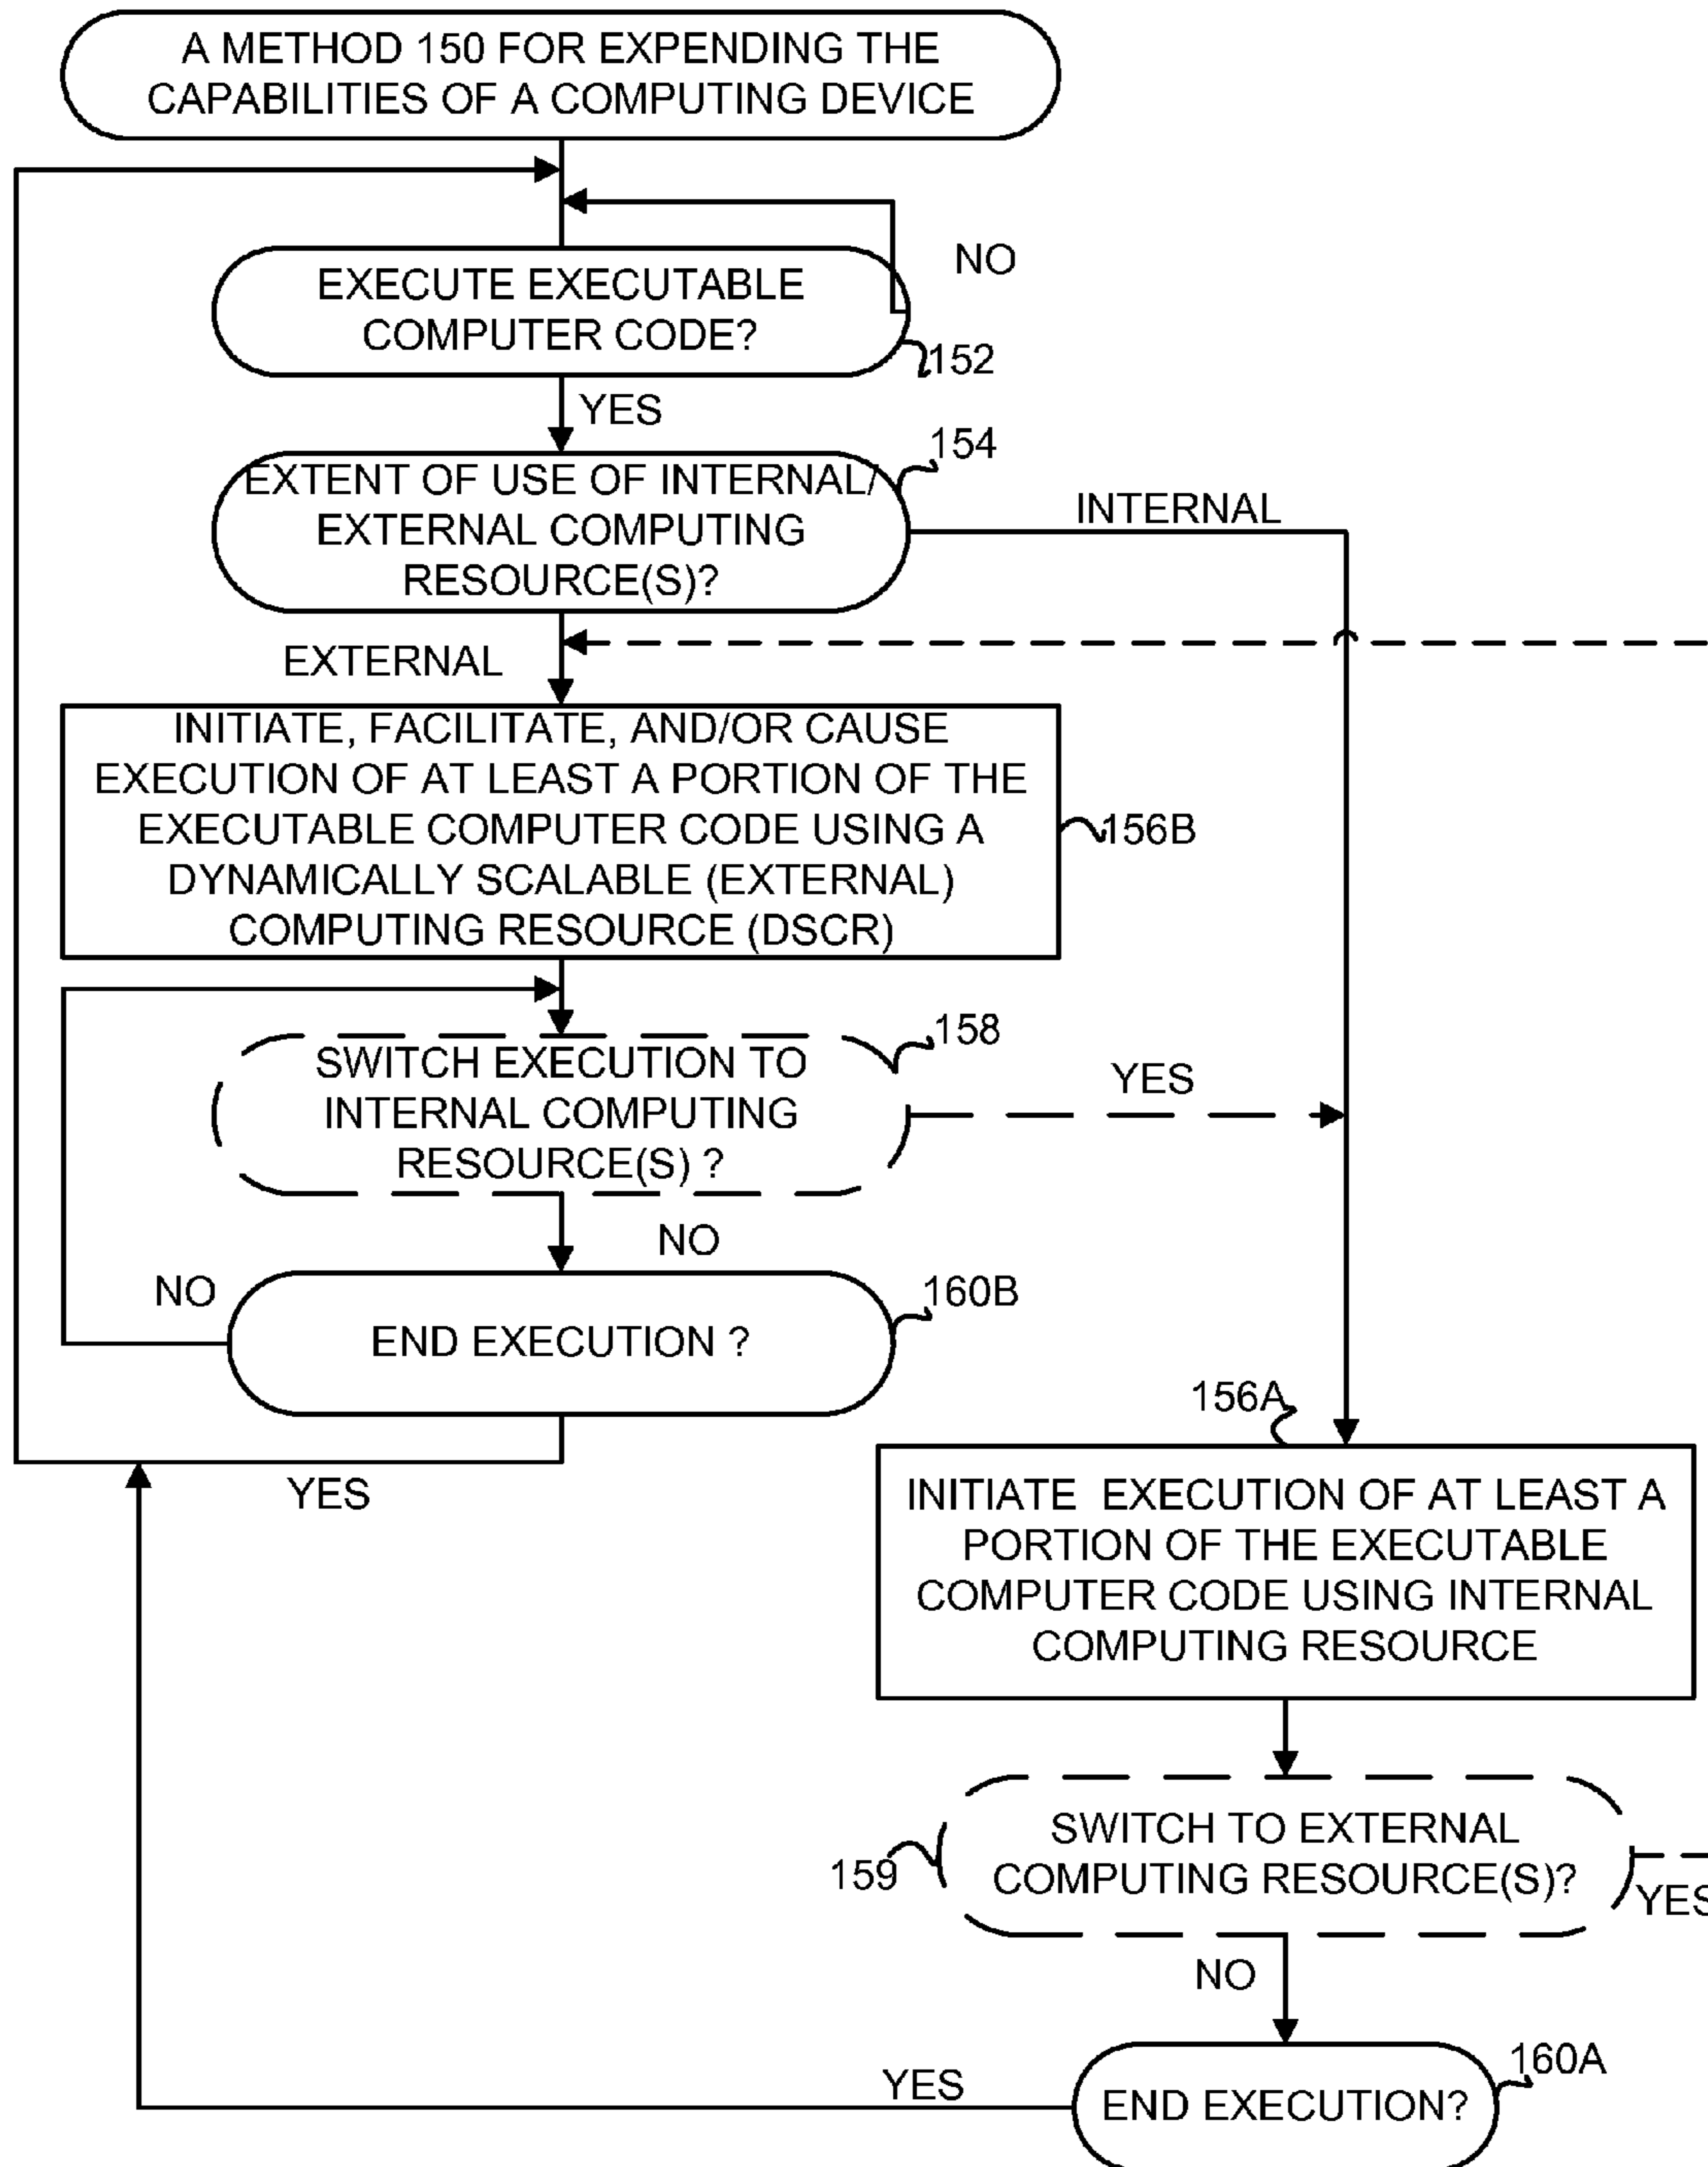 A METHOD 150 FOR EXPENDING THE
CAPABILITIES OF A COMPUTING DEVICE
NO
EXECUTE EXECUTABLE
COMPUTER CODE?
152
YES
154
EXTENT OF USE OF INTERNAL/
EXTERNAL COMPUTING
RESOURCE(S)?
INTERNAL
EXTERNAL
INITIATE, FACILITATE, AND/OR CAUSE
EXECUTION OF AT LEAST A PORTION OF THE
EXECUTABLE COMPUTER CODE USING A
DYNAMICALLY SCALABLE (EXTERNAL)
COMPUTING RESOURCE (DSCR)
156B
158
SWITCH EXECUTION TO
INTERNAL COMPUTING
RESOURCE(S) ?
YES
NO
NO
160B
END EXECUTION ?
YES
156A
INITIATE EXECUTION OF AT LEAST A
PORTION OF THE EXECUTABLE
COMPUTER CODE USING INTERNAL
COMPUTING RESOURCE
159
SWITCH TO EXTERNAL
COMPUTING RESOURCE(S)?
YES
NO
160A
YES
END EXECUTION?